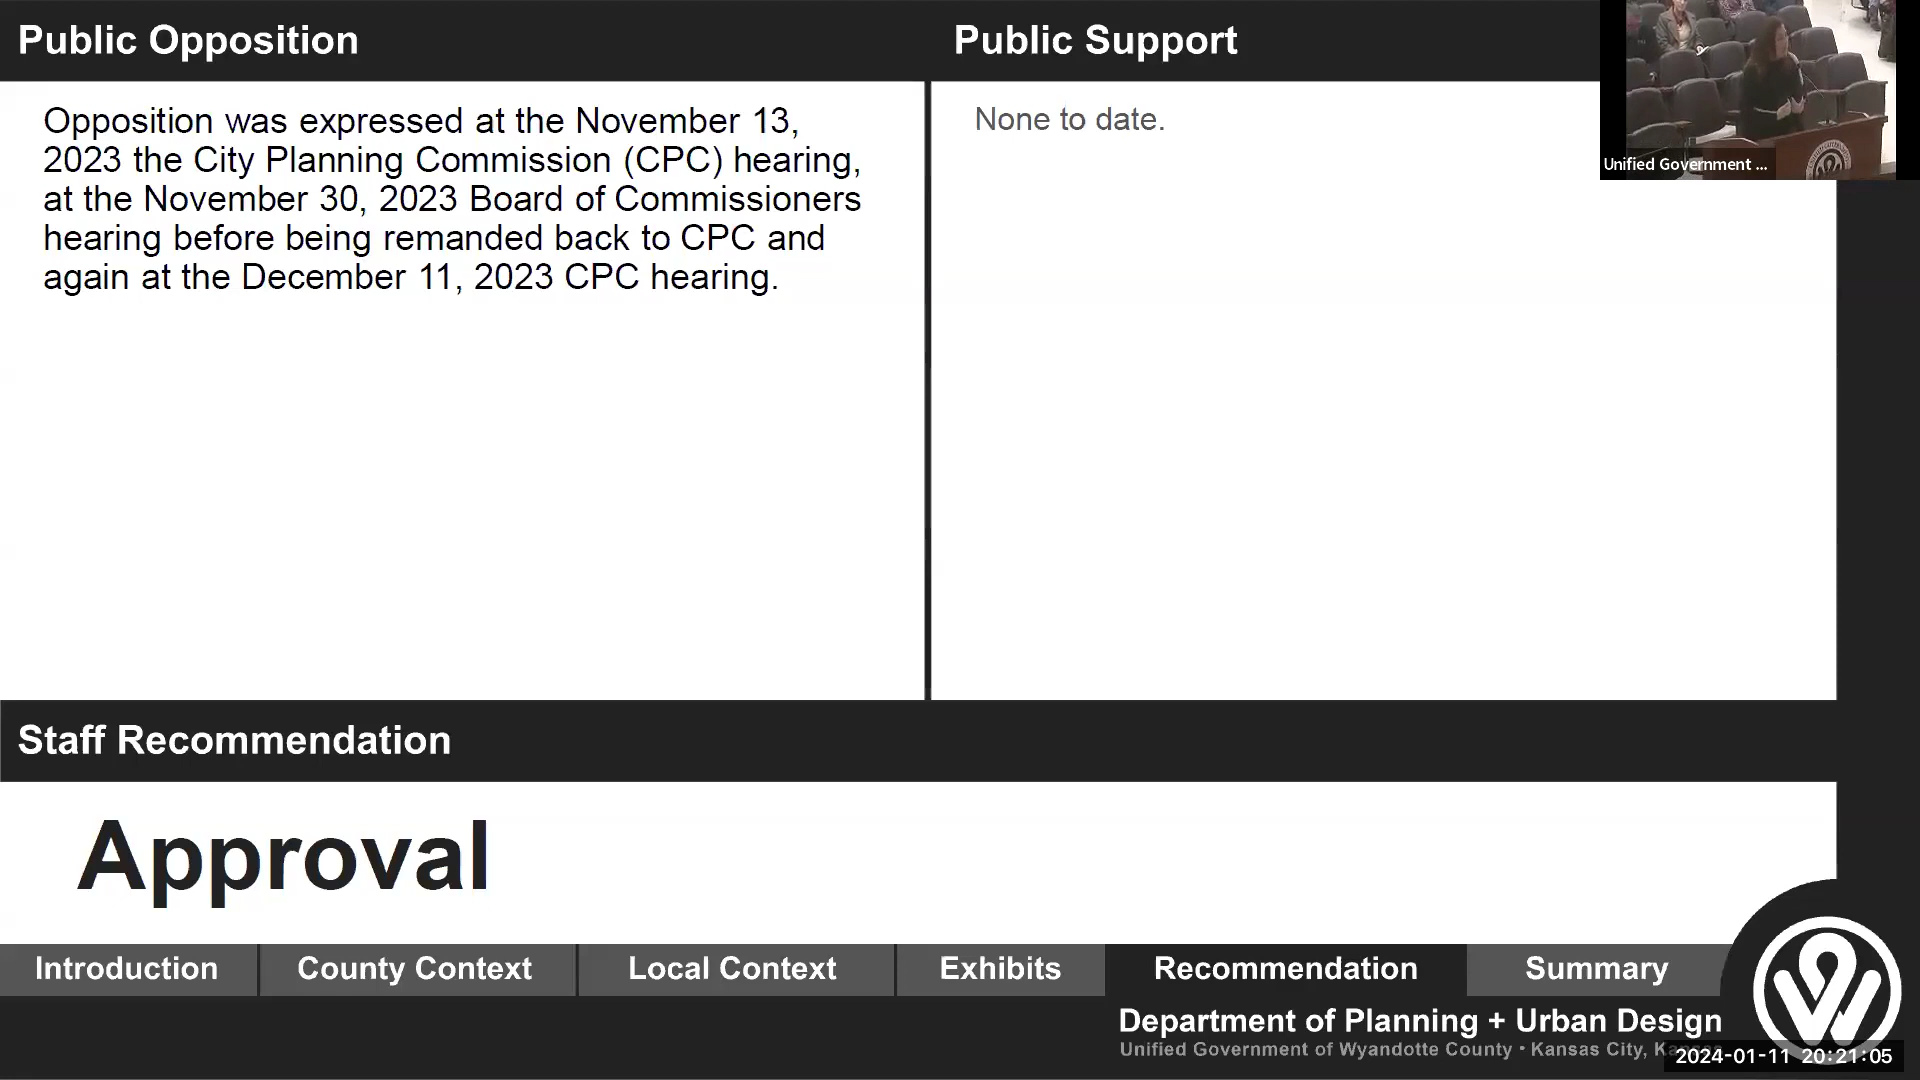 Public Opposition
Public Support
Opposition was expressed at the November 13,
2023 the City Planning Commission (CPC) hearing,
at the November 30, 2023 Board of Commissioners
hearing before being remanded back to CPC and
again at the December 11, 2023 CPC hearing.
None to date.
Unified Government ...
Staff Recommendation
Approval
Introduction
County Context
Local Context
Exhibits
Recommendation
Summary
Department of Planning + Urban Design
Unified Government of Wyandotte County • Kansas City,
2024-01-11 20:21:05